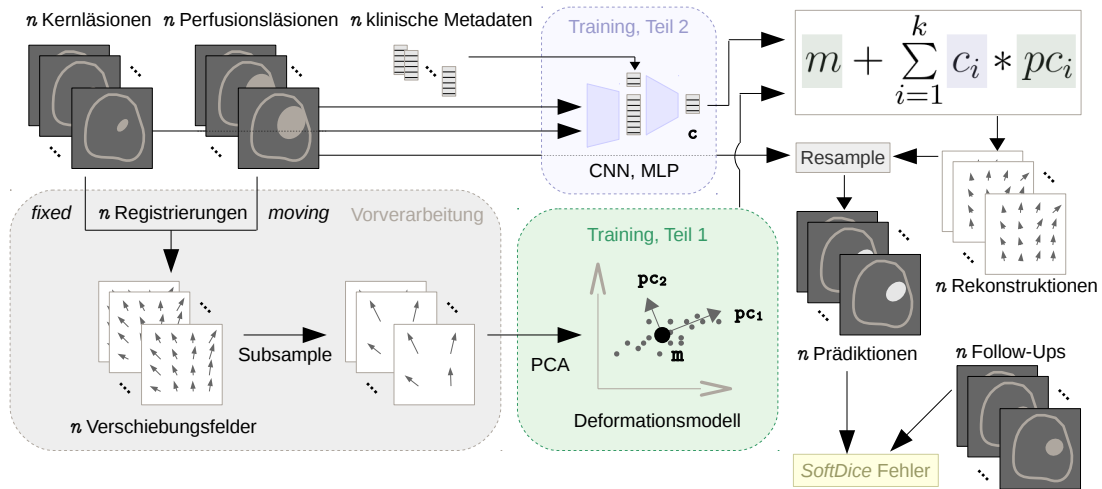 n Kernläsionen
n Perfusionsläsionen
n klinische Metadaten
Training, Teil 2
c
CNN, MLP
m + k ∑ i=1 c_i * pc_i
Resample
fixed
n Registrierungen
moving
Vorverarbeitung
Training, Teil 1
pc₂
pc₁
m
Subsample
PCA
Deformationsmodell
n Verschiebungsfelder
n Rekonstruktionen
n Prädiktionen
n Follow-Ups
SoftDice Fehler